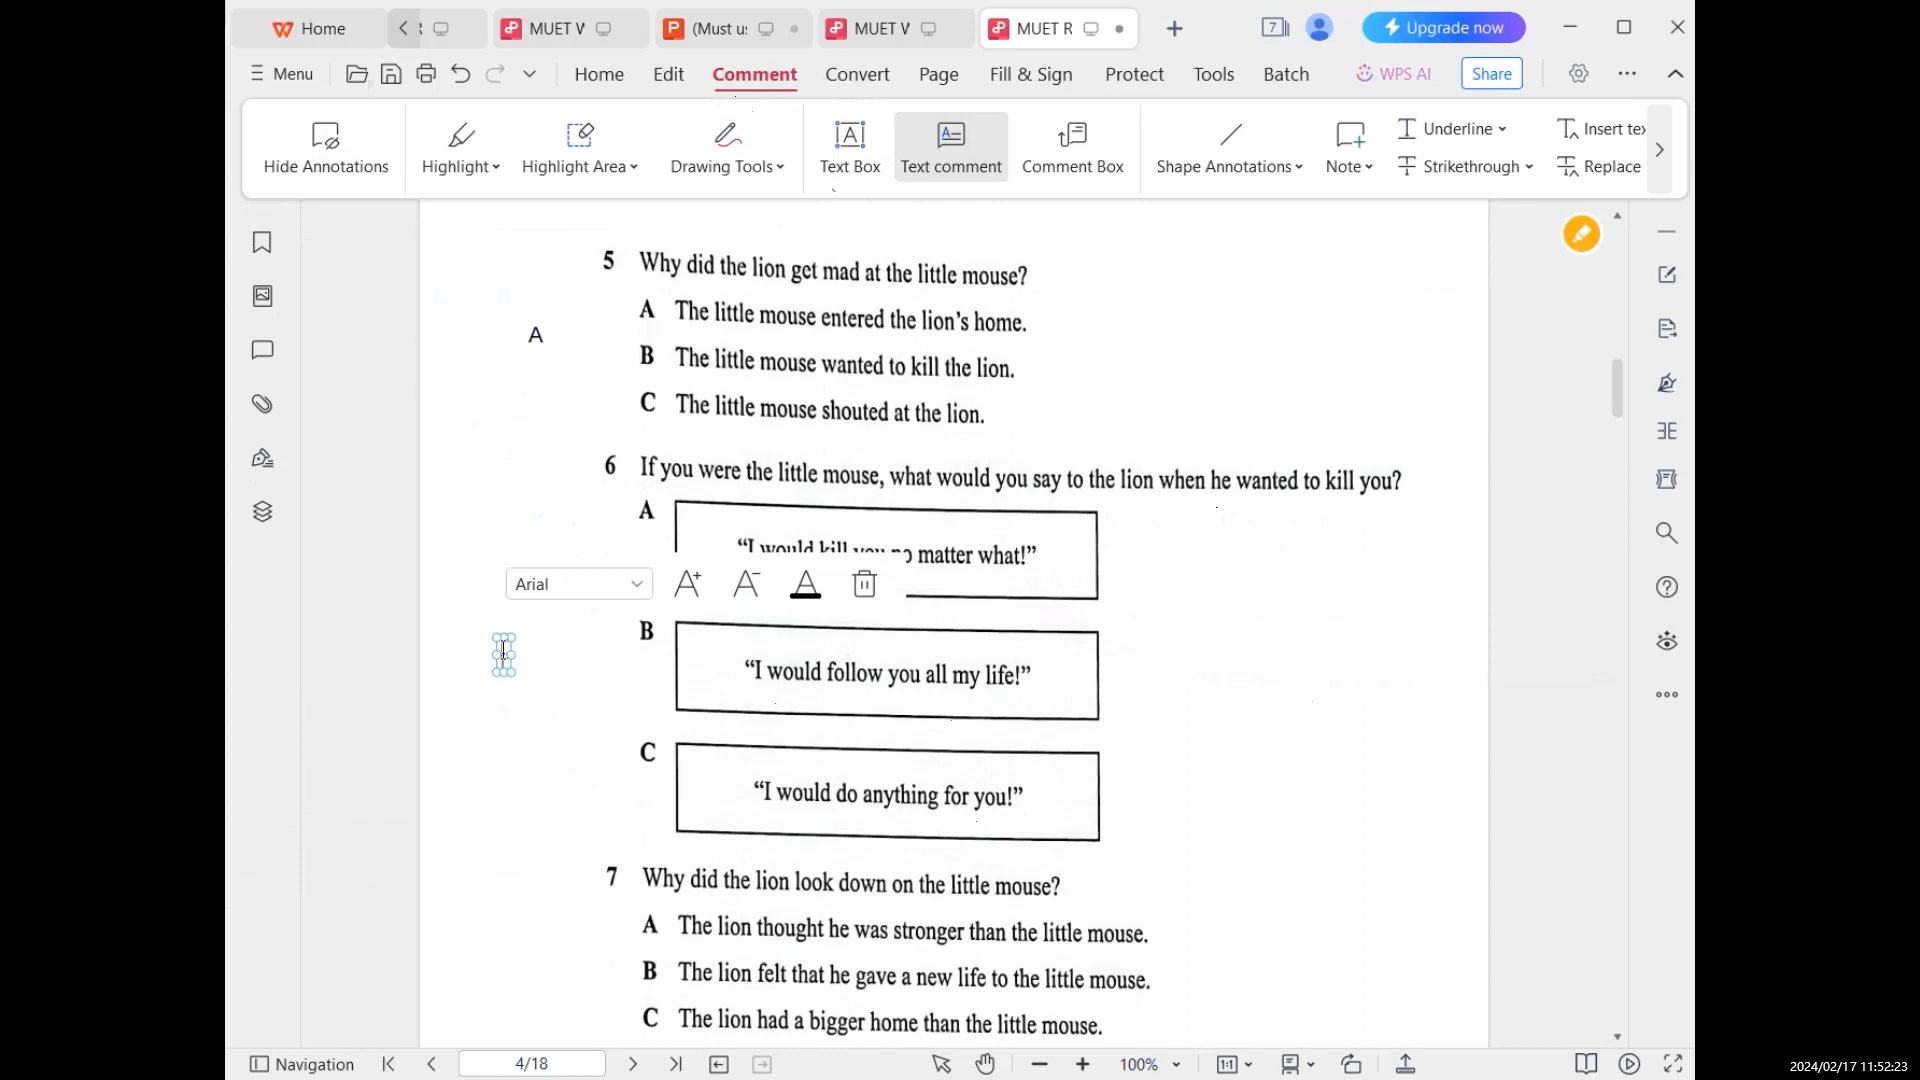 Home
MUET V
(Must u:
MUET V
MUET R
7
Upgrade now
Menu
Home
Edit
Comment
Convert
Page
Fill & Sign
Protect
Tools
Batch
WPS AI
Share
Hide Annotations
Highlight
Highlight Area
Drawing Tools
Text Box
Text comment
Comment Box
Shape Annotations
Note
Underline
Strikethrough
Insert tex
Replace
5 Why did the lion get mad at the little mouse?
A The little mouse entered the lion's home.
A
B The little mouse wanted to kill the lion.
C The little mouse shouted at the lion.
6 If you were the little mouse, what would you say to the lion when he wanted to kill you?
A
“I would kill you no matter what!”
Arial
B
“I would follow you all my life!”
C
“I would do anything for you!”
7 Why did the lion look down on the little mouse?
A The lion thought he was stronger than the little mouse.
B The lion felt that he gave a new life to the little mouse.
C The lion had a bigger home than the little mouse.
Navigation
4/18
100%
2024/02/17 11:52:23